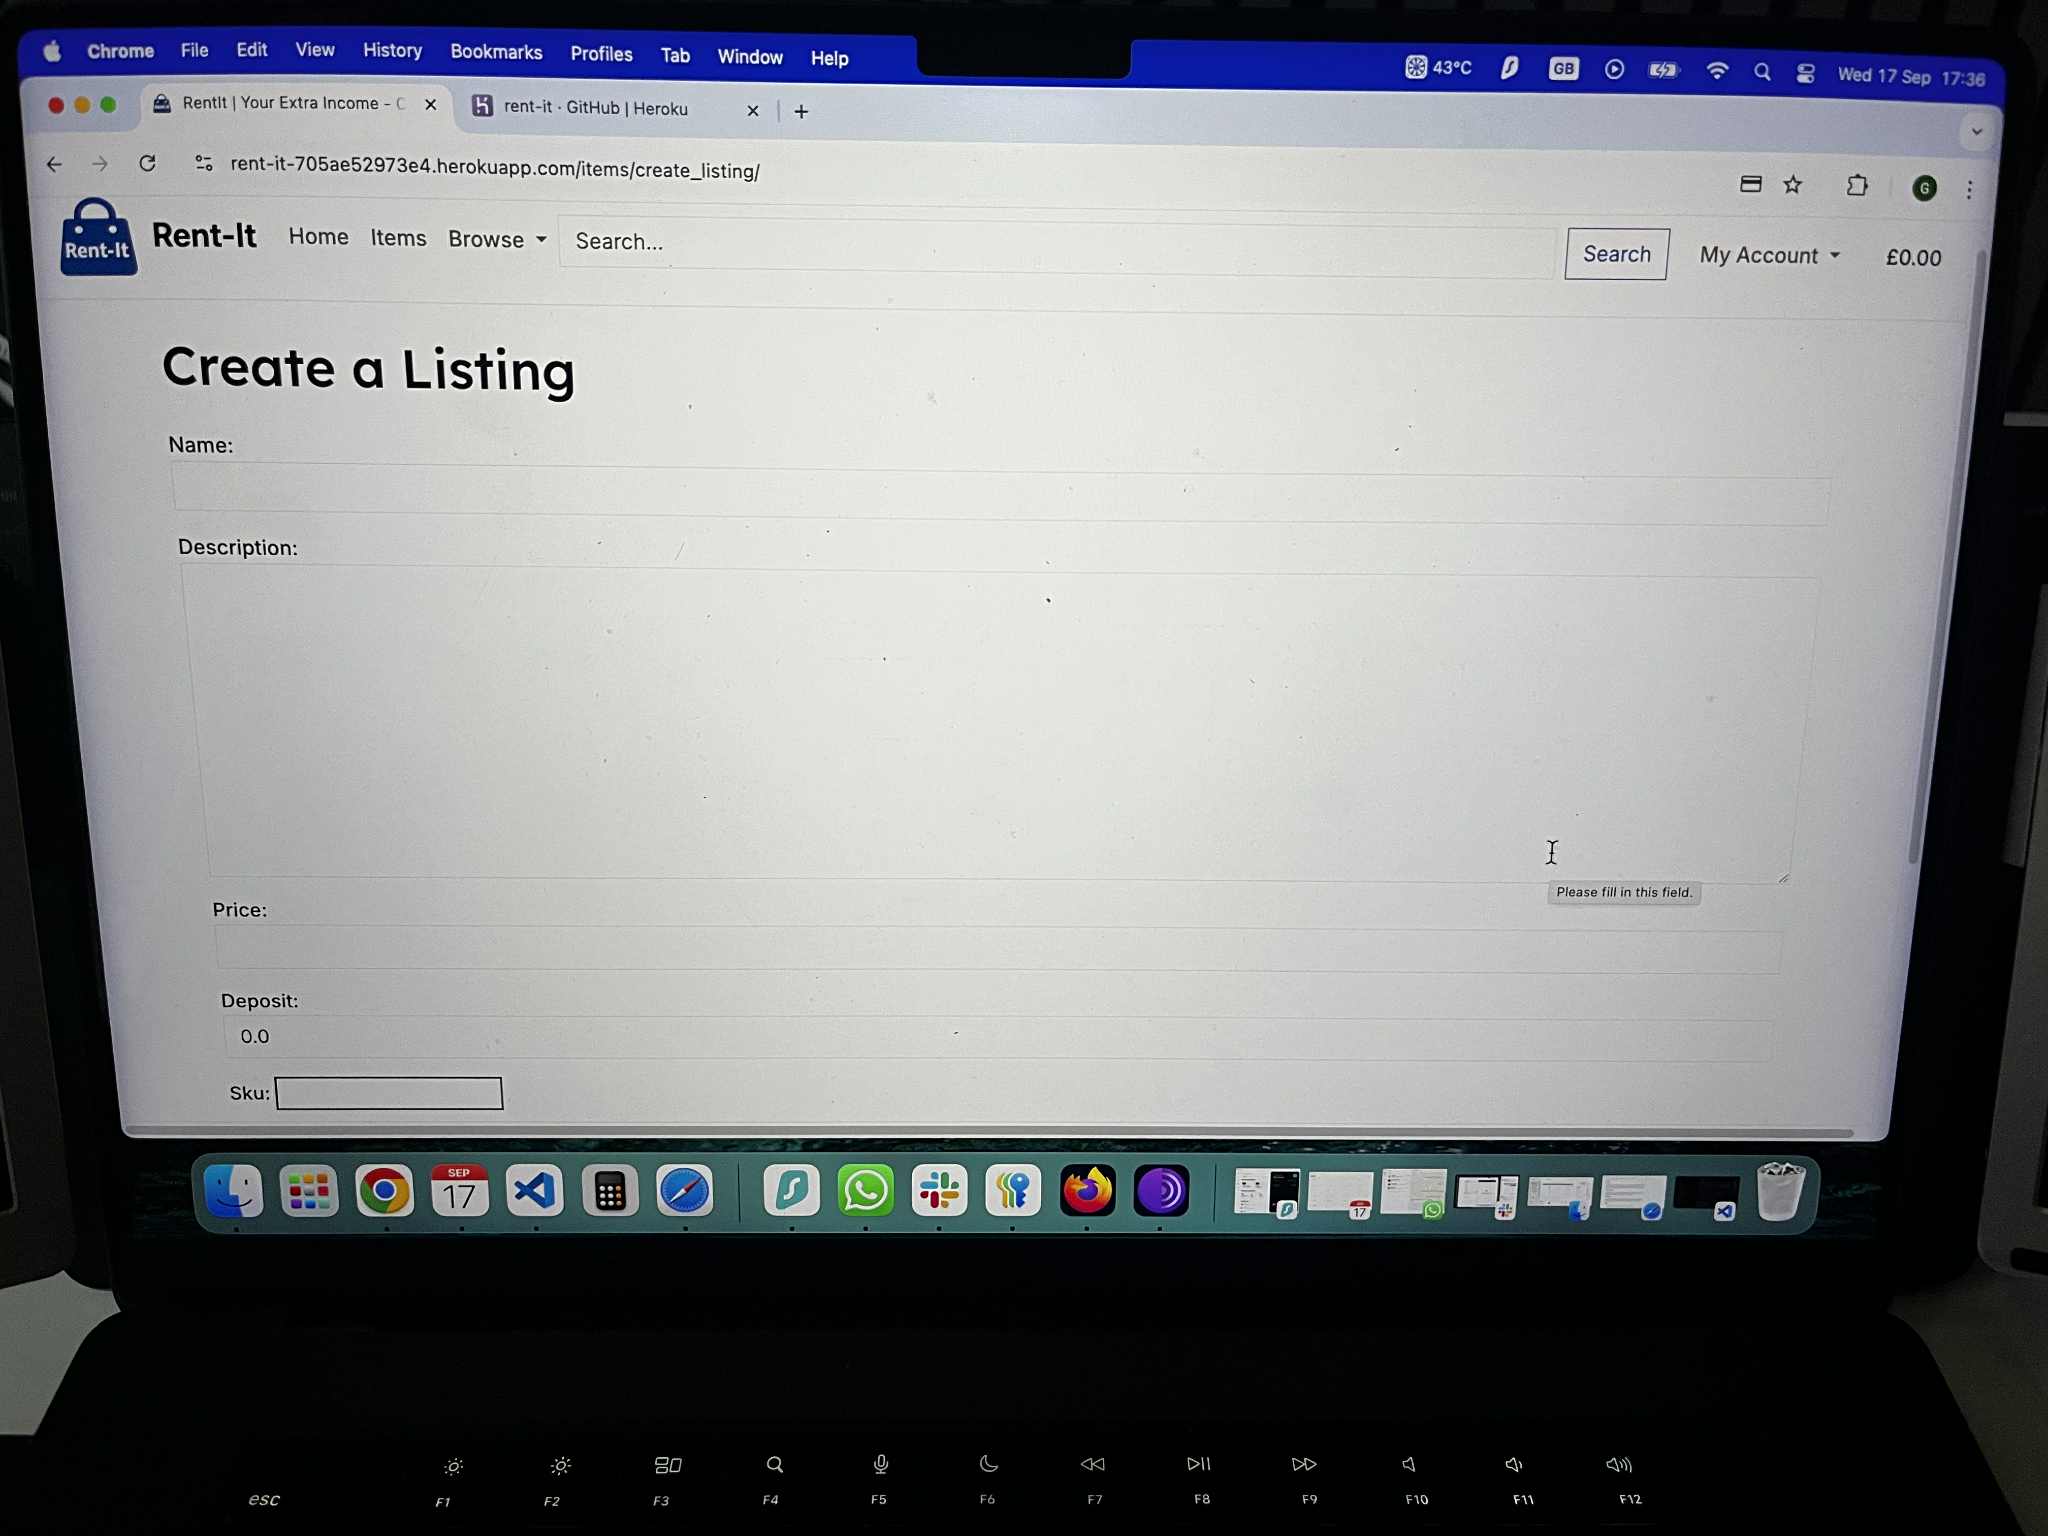 Chrome File Edit View History Bookmarks Profiles Tab Window Help 43°C GB Wed 17 Sep 17:36
RentIt | Your Extra Income - C rent-it · GitHub | Heroku
rent-it-705ae52973e4.herokuapp.com/items/create_listing/ G
Rent-It Rent-It Home Items Browse Search... Search My Account £0.00
Create a Listing
Name:
Description:
Please fill in this field.
Price:
Deposit:
0.0
Sku:
SEP
17
17
esc F1 F2 F3 F4 F5 F6 F7 F8 F9 F10 F11 F12